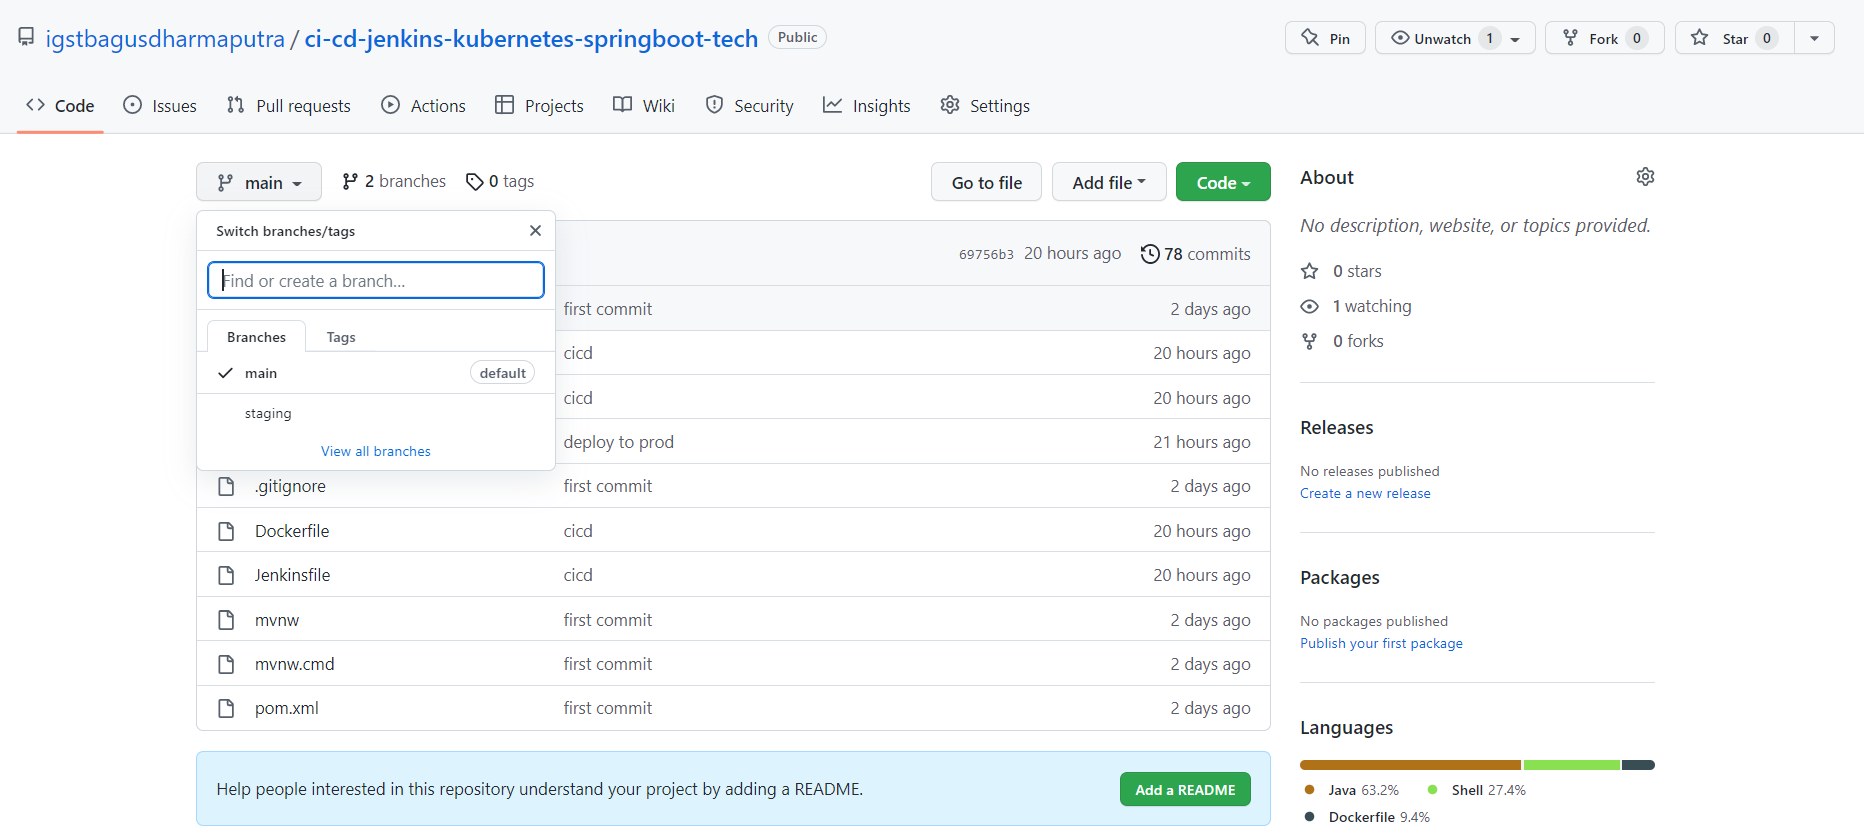 igstbagusdharmaputra / ci-cd-jenkins-kubernetes-springboot-tech Public
Pin Unwatch 1 Fork 0 Star 0
Code Issues Pull requests Actions Projects Wiki Security Insights Settings
main 2 branches 0 tags Go to file Add file Code
Switch branches/tags
Find or create a branch...
Branches Tags
main default
staging
View all branches
69756b3 20 hours ago 78 commits
first commit 2 days ago
cicd 20 hours ago
cicd 20 hours ago
deploy to prod 21 hours ago
.gitignore first commit 2 days ago
Dockerfile cicd 20 hours ago
Jenkinsfile cicd 20 hours ago
mvnw first commit 2 days ago
mvnw.cmd first commit 2 days ago
pom.xml first commit 2 days ago
Help people interested in this repository understand your project by adding a README. Add a README
About
No description, website, or topics provided.
0 stars
1 watching
0 forks
Releases
No releases published
Create a new release
Packages
No packages published
Publish your first package
Languages
Java 63.2% Shell 27.4%
Dockerfile 9.4%